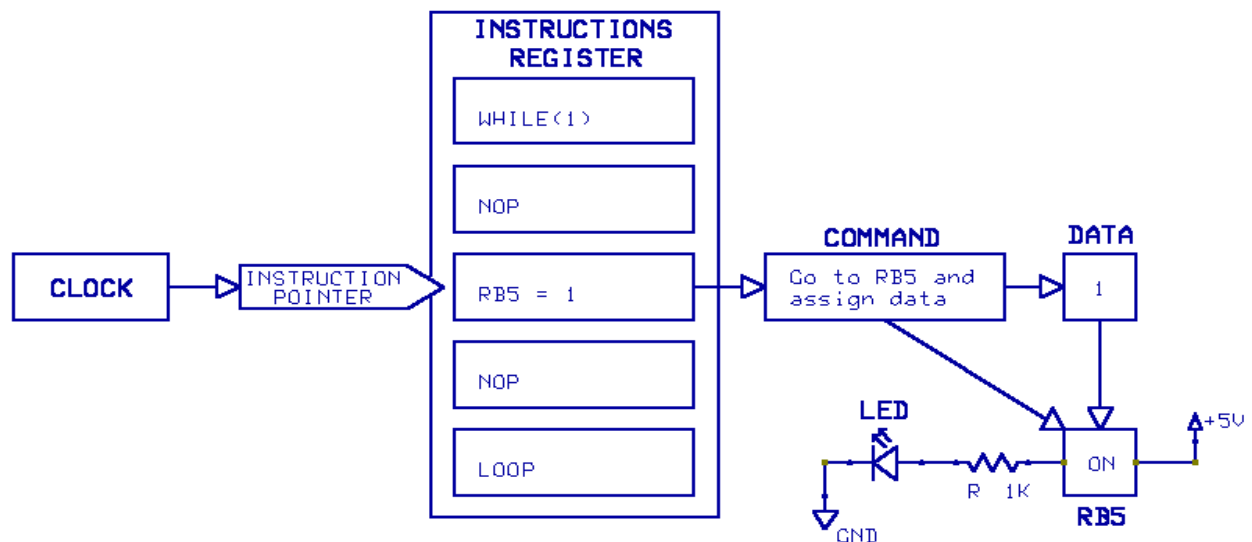 INSTRUCTIONS
REGISTER
WHILE(1)
NOP
CLOCK
INSTRUCTION
POINTER
RB5 = 1
COMMAND
Go to RB5 and
assign data
DATA
1
NOP
LOOP
LED
R 1K
GND
ON
RB5
+5V